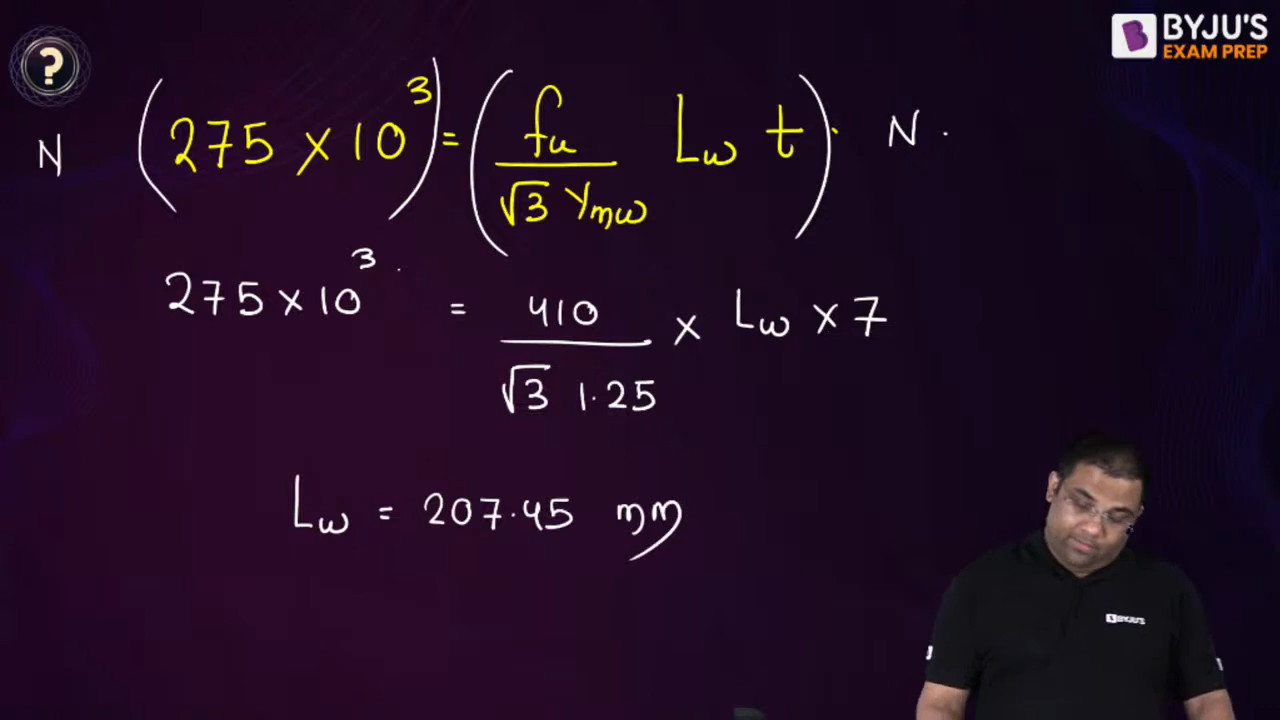 BYJU'S
EXAM PREP
?
N (275 × 10³) = (fu / √3 γmw Lw t) · N ·
275 × 10³ = 410 / √3 1.25 × Lw × 7
Lw = 207.45 mm
BYJU'S